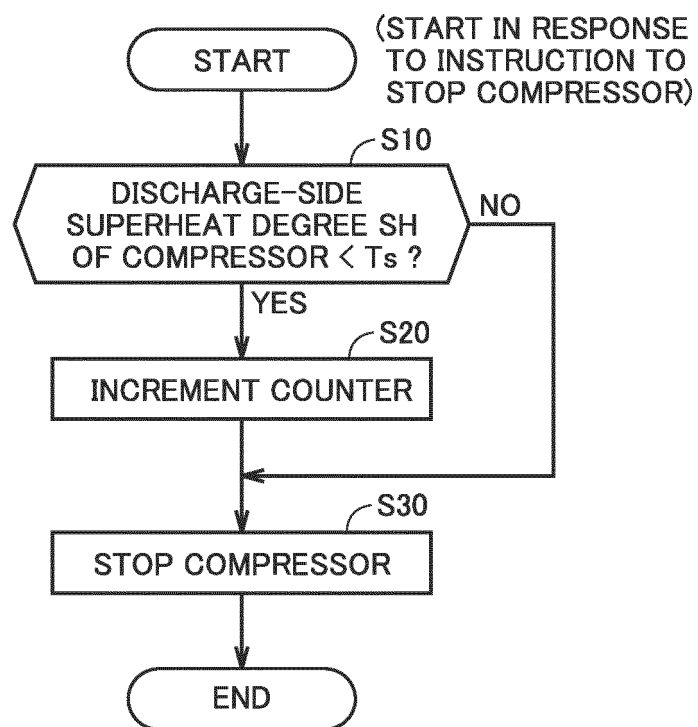 START
(START IN RESPONSE
TO INSTRUCTION TO
STOP COMPRESSOR)
S10
DISCHARGE-SIDE
SUPERHEAT DEGREE SH
OF COMPRESSOR < Ts ?
NO
YES
S20
INCREMENT COUNTER
S30
STOP COMPRESSOR
END